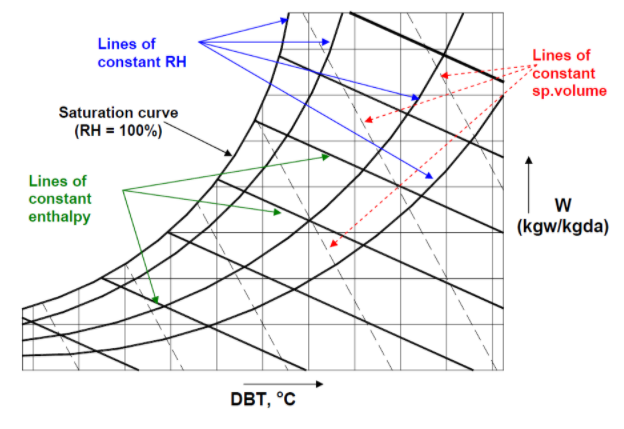 Lines of
constant RH
Lines of
constant
sp.volume
Saturation curve
(RH = 100%)
Lines of
constant
enthalpy
W
(kgw/kgda)
DBT, °C